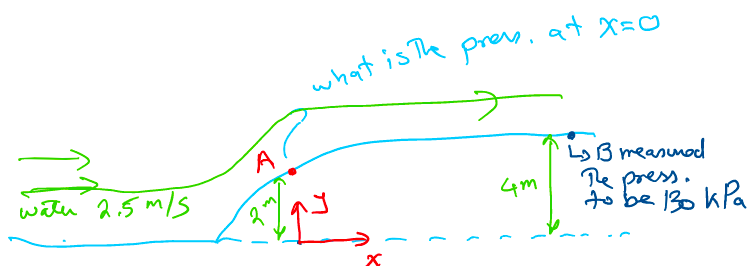 what is the press. at x=0
A
B measured
the press.
to be 130 kPa
4m
2m
y
water 2.5 m/s
x